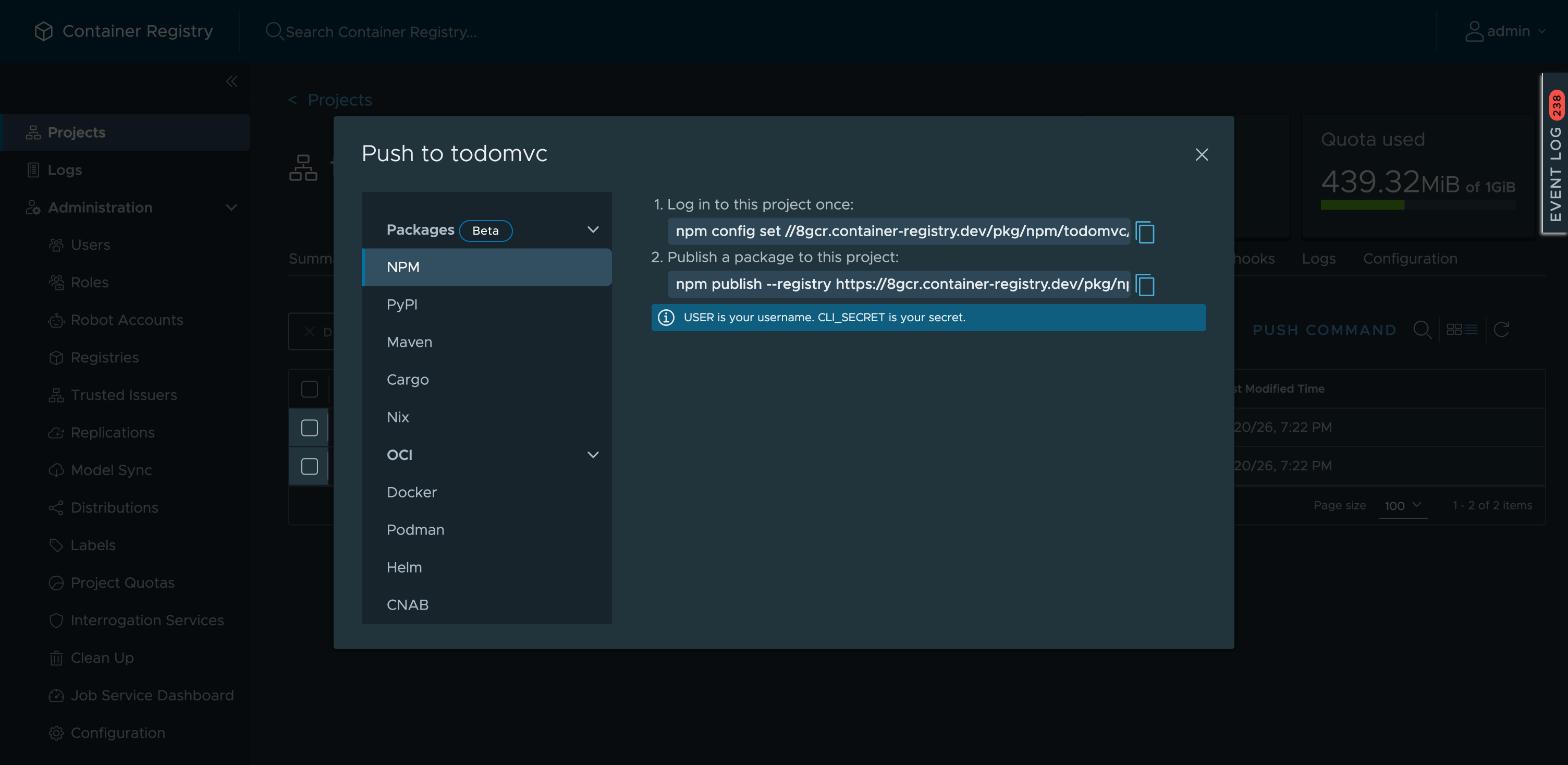 Container Registry
Search Container Registry...
admin
< Projects
Projects
Logs
Administration
Users
Roles
Robot Accounts
Registries
Trusted Issuers
Replications
Model Sync
Distributions
Labels
Project Quotas
Interrogation Services
Clean Up
Job Service Dashboard
Configuration
Push to todomvc
Packages Beta
NPM
PyPI
Maven
Cargo
Nix
OCI
Docker
Podman
Helm
CNAB
1. Log in to this project once:
npm config set //8gcr.container-registry.dev/pkg/npm/todomvc/
2. Publish a package to this project:
npm publish --registry https://8gcr.container-registry.dev/pkg/np
USER is your username. CLI_SECRET is your secret.
Quota used
439.32MiB of 1GiB
EVENT LOG 238
Summ
hooks Logs Configuration
PUSH COMMAND
st Modified Time
20/26, 7:22 PM
20/26, 7:22 PM
Page size 100 1 - 2 of 2 items